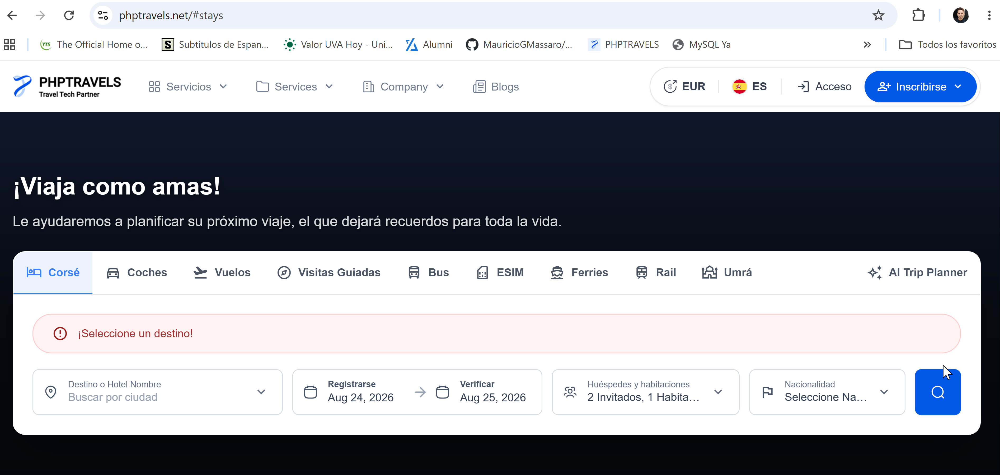 phptravels.net/#stays
YTS The Official Home o...
S Subtitulos de Espan...
Valor UVA Hoy - Uni...
Alumni
MauricioGMassaro/...
PHPTRAVELS
MySQL Ya
Todos los favoritos
PHPTRAVELS
Travel Tech Partner
Servicios
Services
Company
Blogs
$ EUR
ES
Acceso
Inscribirse
¡Viaja como amas!
Le ayudaremos a planificar su próximo viaje, el que dejará recuerdos para toda la vida.
Corsé
Coches
Vuelos
Visitas Guiadas
Bus
ESIM
Ferries
Rail
Umrá
AI Trip Planner
¡Seleccione un destino!
Destino o Hotel Nombre
Buscar por ciudad
Registrarse
Aug 24, 2026
Verificar
Aug 25, 2026
Huéspedes y habitaciones
2 Invitados, 1 Habita...
Nacionalidad
Seleccione Na...